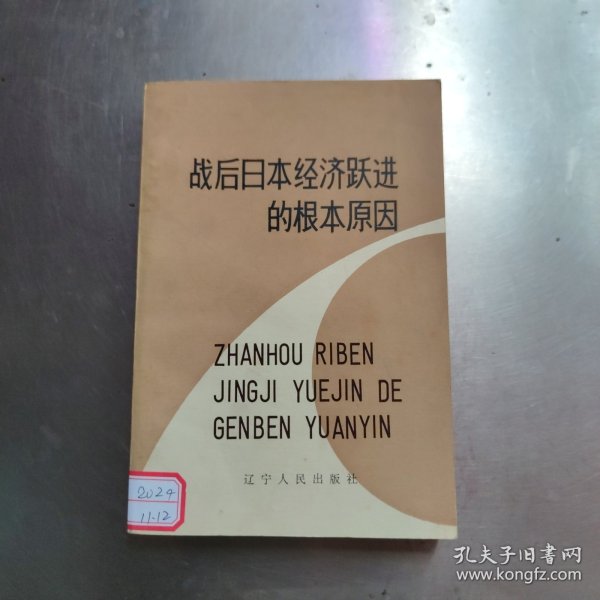 战后日本经济跃进
的根本原因
ZHANHOU RIBEN
JINGJI YUEJIN DE
GENBEN YUANYIN
辽宁人民出版社
2024
11-12
孔夫子旧书网
www.kongfz.com